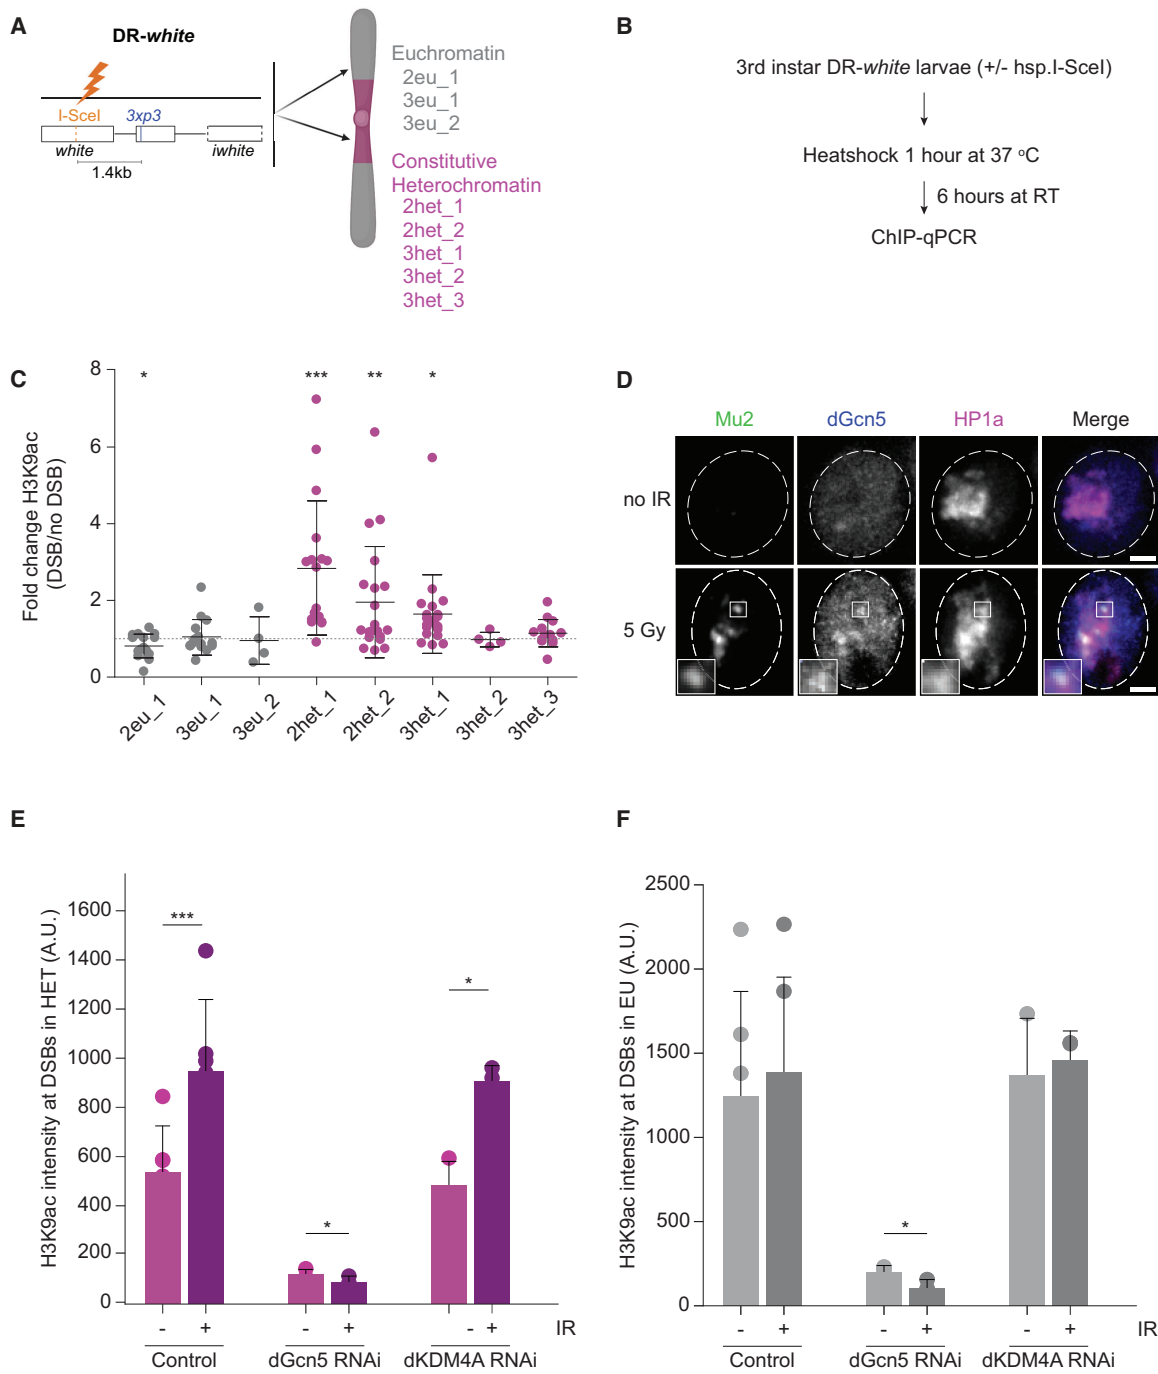 A
DR-white
I-SceI
3xp3
white
iwhite
1.4kb
Euchromatin
2eu_1
3eu_1
3eu_2
Constitutive
Heterochromatin
2het_1
2het_2
3het_1
3het_2
3het_3
B
3rd instar DR-white larvae (+/- hsp.I-SceI)
Heatshock 1 hour at 37 ºC
6 hours at RT
ChIP-qPCR
C
Fold change H3K9ac
(DSB/no DSB)
8
6
4
2
0
* *** ** *
2eu_1
3eu_1
3eu_2
2het_1
2het_2
3het_1
3het_2
3het_3
D
Mu2 dGcn5 HP1a Merge
no IR
5 Gy
E
H3K9ac intensity at DSBs in HET (A.U.)
1600
1400
1200
1000
800
600
400
200
0
***
*
*
- + - + - + IR
Control dGcn5 RNAi dKDM4A RNAi
F
H3K9ac intensity at DSBs in EU (A.U.)
2500
2000
1500
1000
500
0
*
- + - + - + IR
Control dGcn5 RNAi dKDM4A RNAi